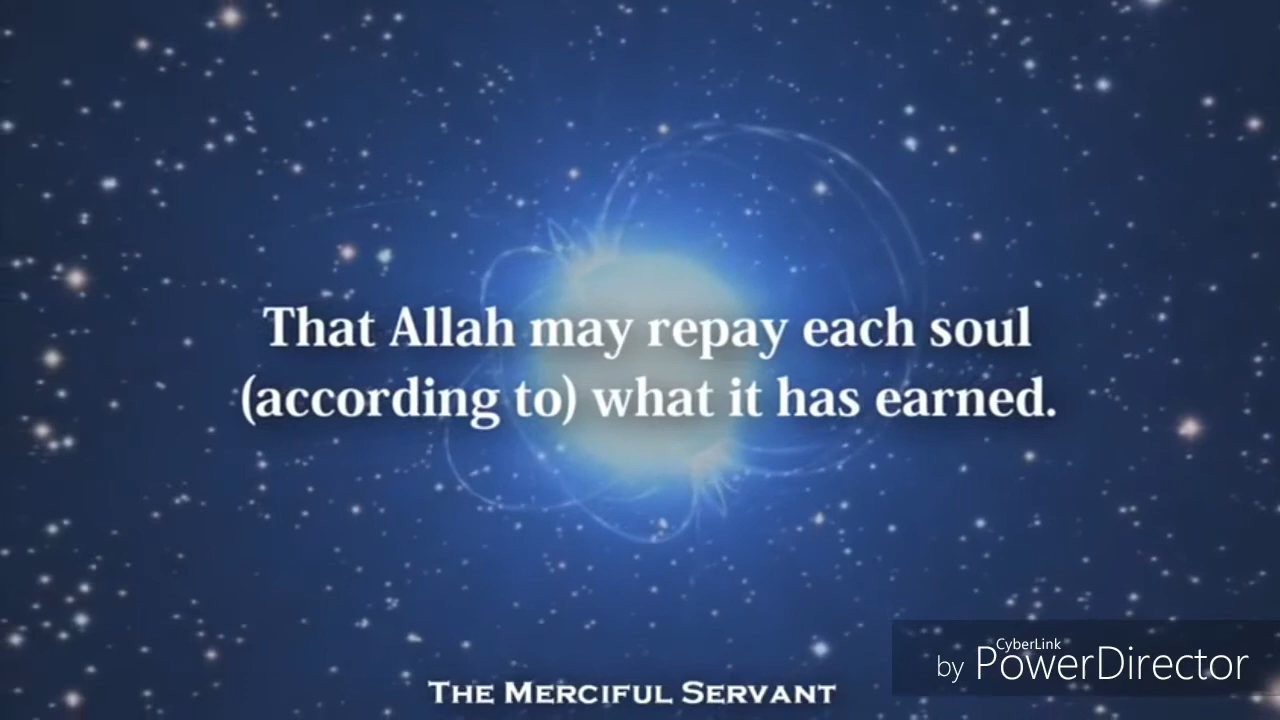 That Allah may repay each soul
(according to) what it has earned.
CyberLink
by PowerDirector
THE MERCIFUL SERVANT